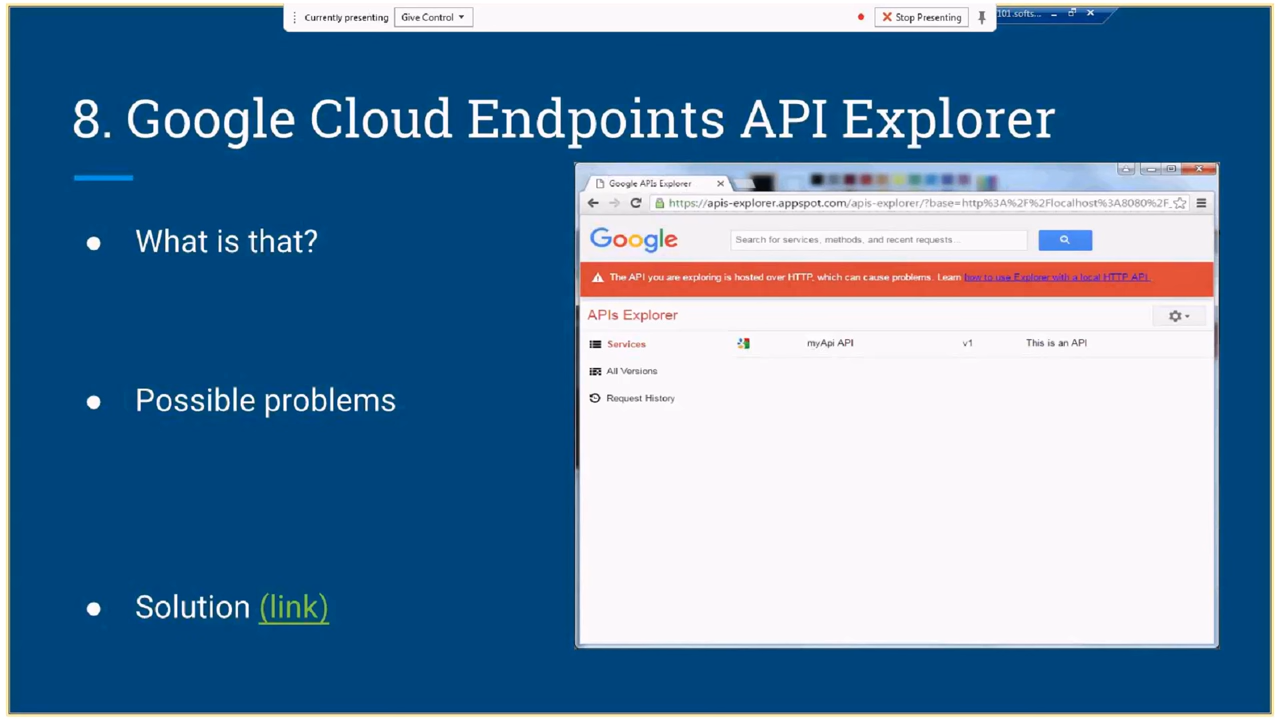 Currently presenting
Give Control
Stop Presenting
101.softs...
8. Google Cloud Endpoints API Explorer
What is that?
Possible problems
Solution (link)
Google APIs Explorer
https://apis-explorer.appspot.com/apis-explorer/?base=http%3A%2F%2Flocalhost%3A8080%2F_
Google
Search for services, methods, and recent requests...
The API you are exploring is hosted over HTTP, which can cause problems. Learn how to use Explorer with a local HTTP API.
APIs Explorer
Services myApi API v1 This is an API
All Versions
Request History